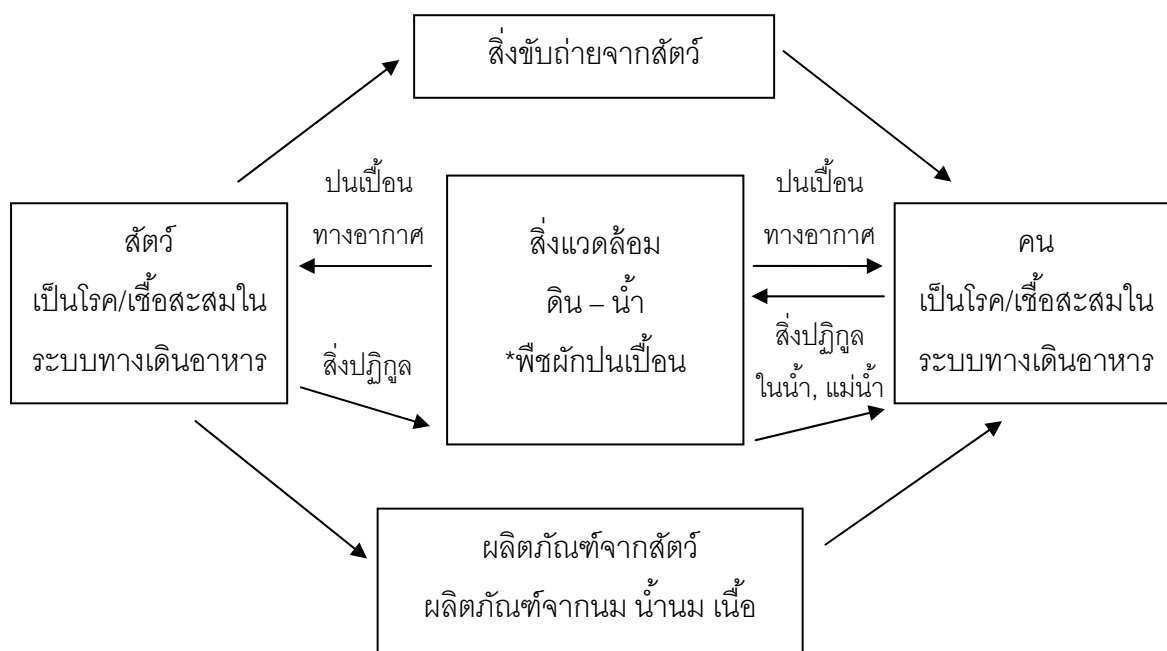 สิ่งขับถ่ายจากสัตว์
ปนเปื้อน
ทางอากาศ
ปนเปื้อน
ทางอากาศ
สัตว์
เป็นโรค/เชื้อสะสมใน
ระบบทางเดินอาหาร
สิ่งแวดล้อม
ดิน – น้ำ
*พืชผักปนเปื้อน
คน
เป็นโรค/เชื้อสะสมใน
ระบบทางเดินอาหาร
สิ่งปฏิกูล
สิ่งปฏิกูล
ในน้ำ, แม่น้ำ
ผลิตภัณฑ์จากสัตว์
ผลิตภัณฑ์จากนม น้ำนม เนื้อ